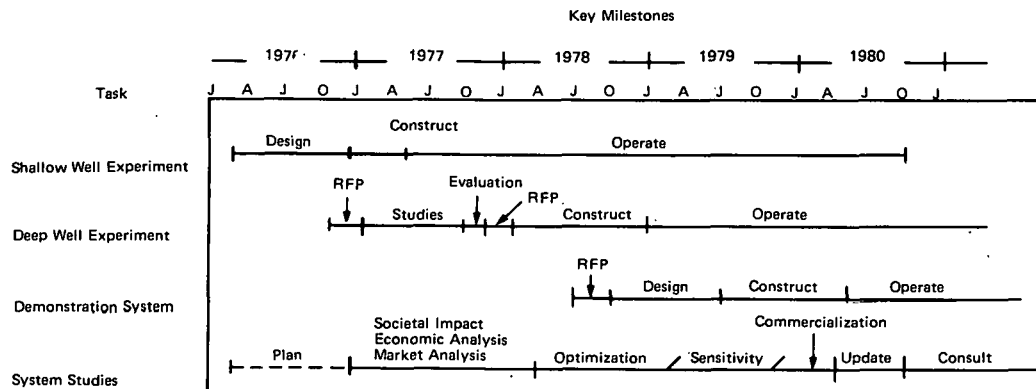 Key Milestones
1976 1977 1978 1979 1980
Task
J A J O J A J O J A J O J A J O J A J O J
Construct
Design Operate
Shallow Well Experiment
RFP Evaluation RFP
Studies Construct Operate
Deep Well Experiment
RFP
Design Construct Operate
Demonstration System
Societal Impact
Economic Analysis
Market Analysis
Commercialization
Plan Optimization Sensitivity Update Consult
System Studies